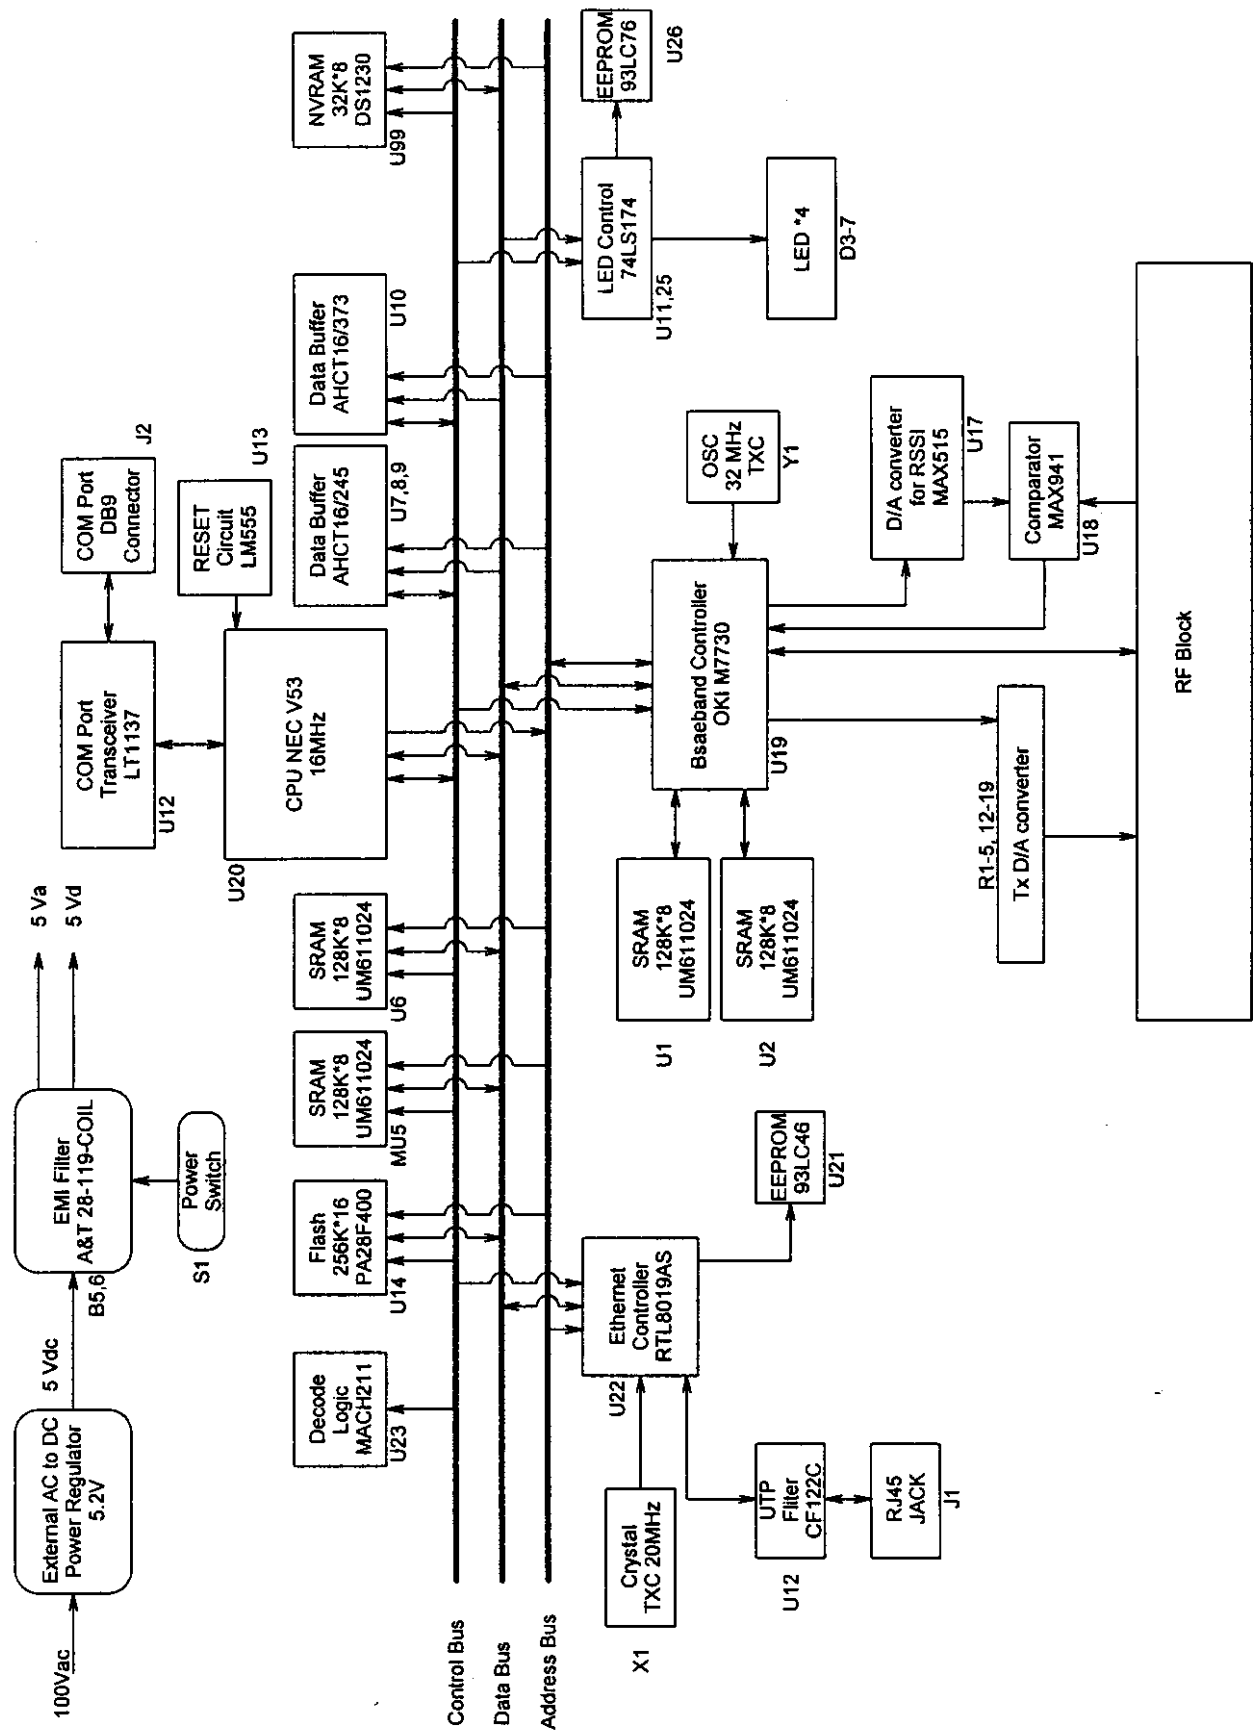 100Vac
External AC to DC
Power Regulator
5.2V
5 Vdc
EMI Filter
A&T 28-119-COIL
B5,6
5 Va
5 Vd
S1
Power
Switch
COM Port
Transceiver
LT1137
U12
COM Port
DB9
Connector
J2
RESET
Circuit
LM555
U13
CPU NEC V53
16MHz
U20
Decode
Logic
MACH211
U23
Flash
256K*16
PA28F400
U14
SRAM
128K*8
UM611024
MU5
SRAM
128K*8
UM611024
U6
Data Buffer
AHCT16/245
U7,8,9
Data Buffer
AHCT16/373
U10
NVRAM
32K*8
DS1230
U99
Control Bus
Data Bus
Address Bus
Crystal
TXC 20MHz
X1
Ethernet
Controller
RTL8019AS
U22
EEPROM
93LC46
U21
UTP
Fliter
CF122C
U12
RJ45
JACK
J1
SRAM
128K*8
UM611024
U1
SRAM
128K*8
UM611024
U2
Bsaeband Controller
OKI M7730
U19
OSC
32 MHz
TXC
Y1
LED Control
74LS174
U11,25
EEPROM
93LC76
U26
LED *4
D3-7
D/A converter
for RSSI
MAX515
U17
Comparator
MAX941
U18
R1-5, 12-19
Tx D/A converter
RF Block